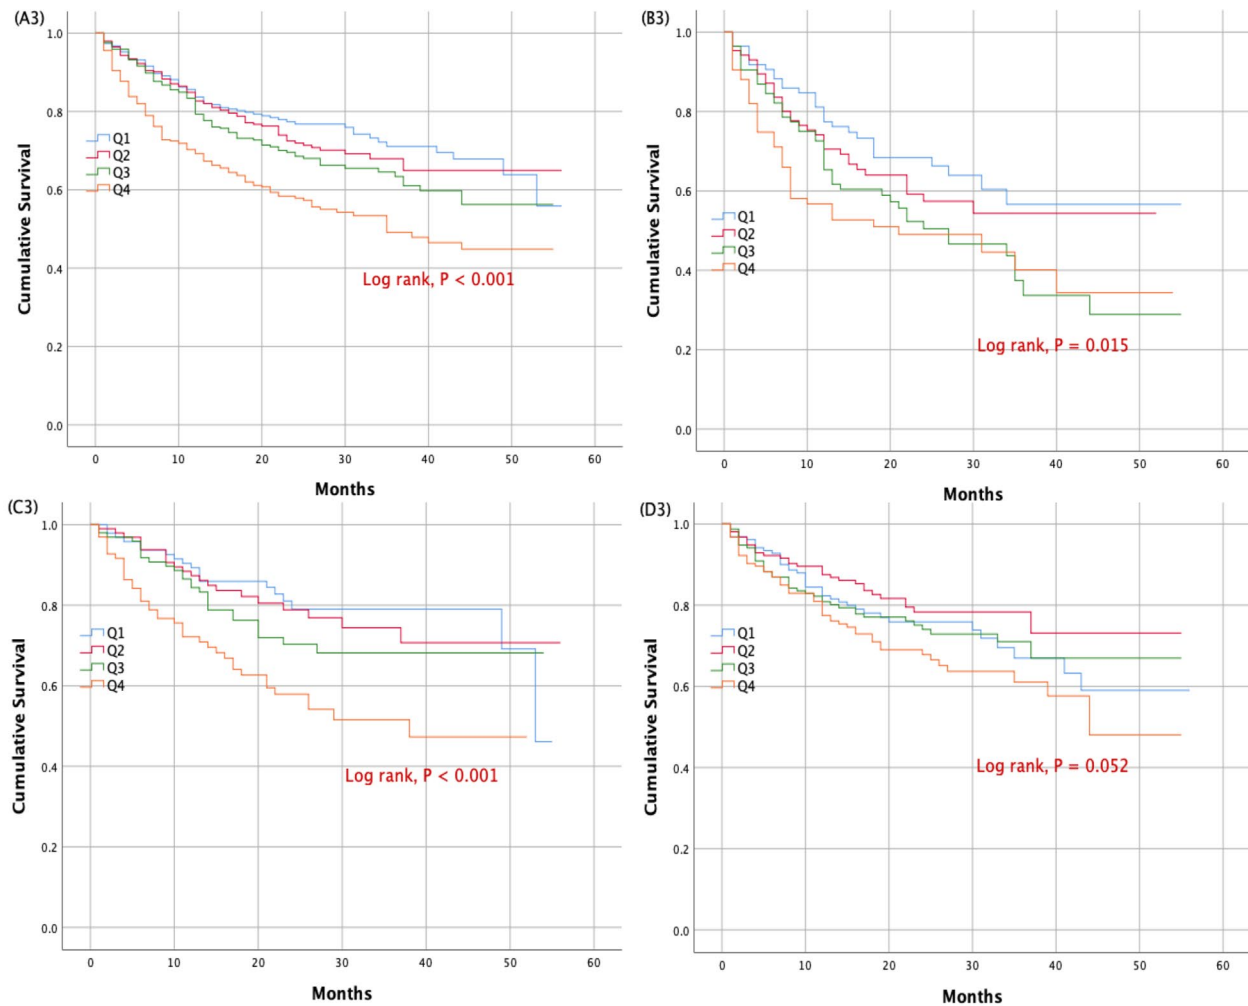 (A3)
1.0
0.8
0.6
0.4
0.2
0.0
Cumulative Survival
Q1
Q2
Q3
Q4
Log rank, P < 0.001
0 10 20 30 40 50 60
Months
(B3)
1.0
0.8
0.6
0.4
0.2
0.0
Cumulative Survival
Q1
Q2
Q3
Q4
Log rank, P = 0.015
0 10 20 30 40 50 60
Months
(C3)
1.0
0.8
0.6
0.4
0.2
0.0
Cumulative Survival
Q1
Q2
Q3
Q4
Log rank, P < 0.001
0 10 20 30 40 50 60
Months
(D3)
1.0
0.8
0.6
0.4
0.2
0.0
Cumulative Survival
Q1
Q2
Q3
Q4
Log rank, P = 0.052
0 10 20 30 40 50 60
Months